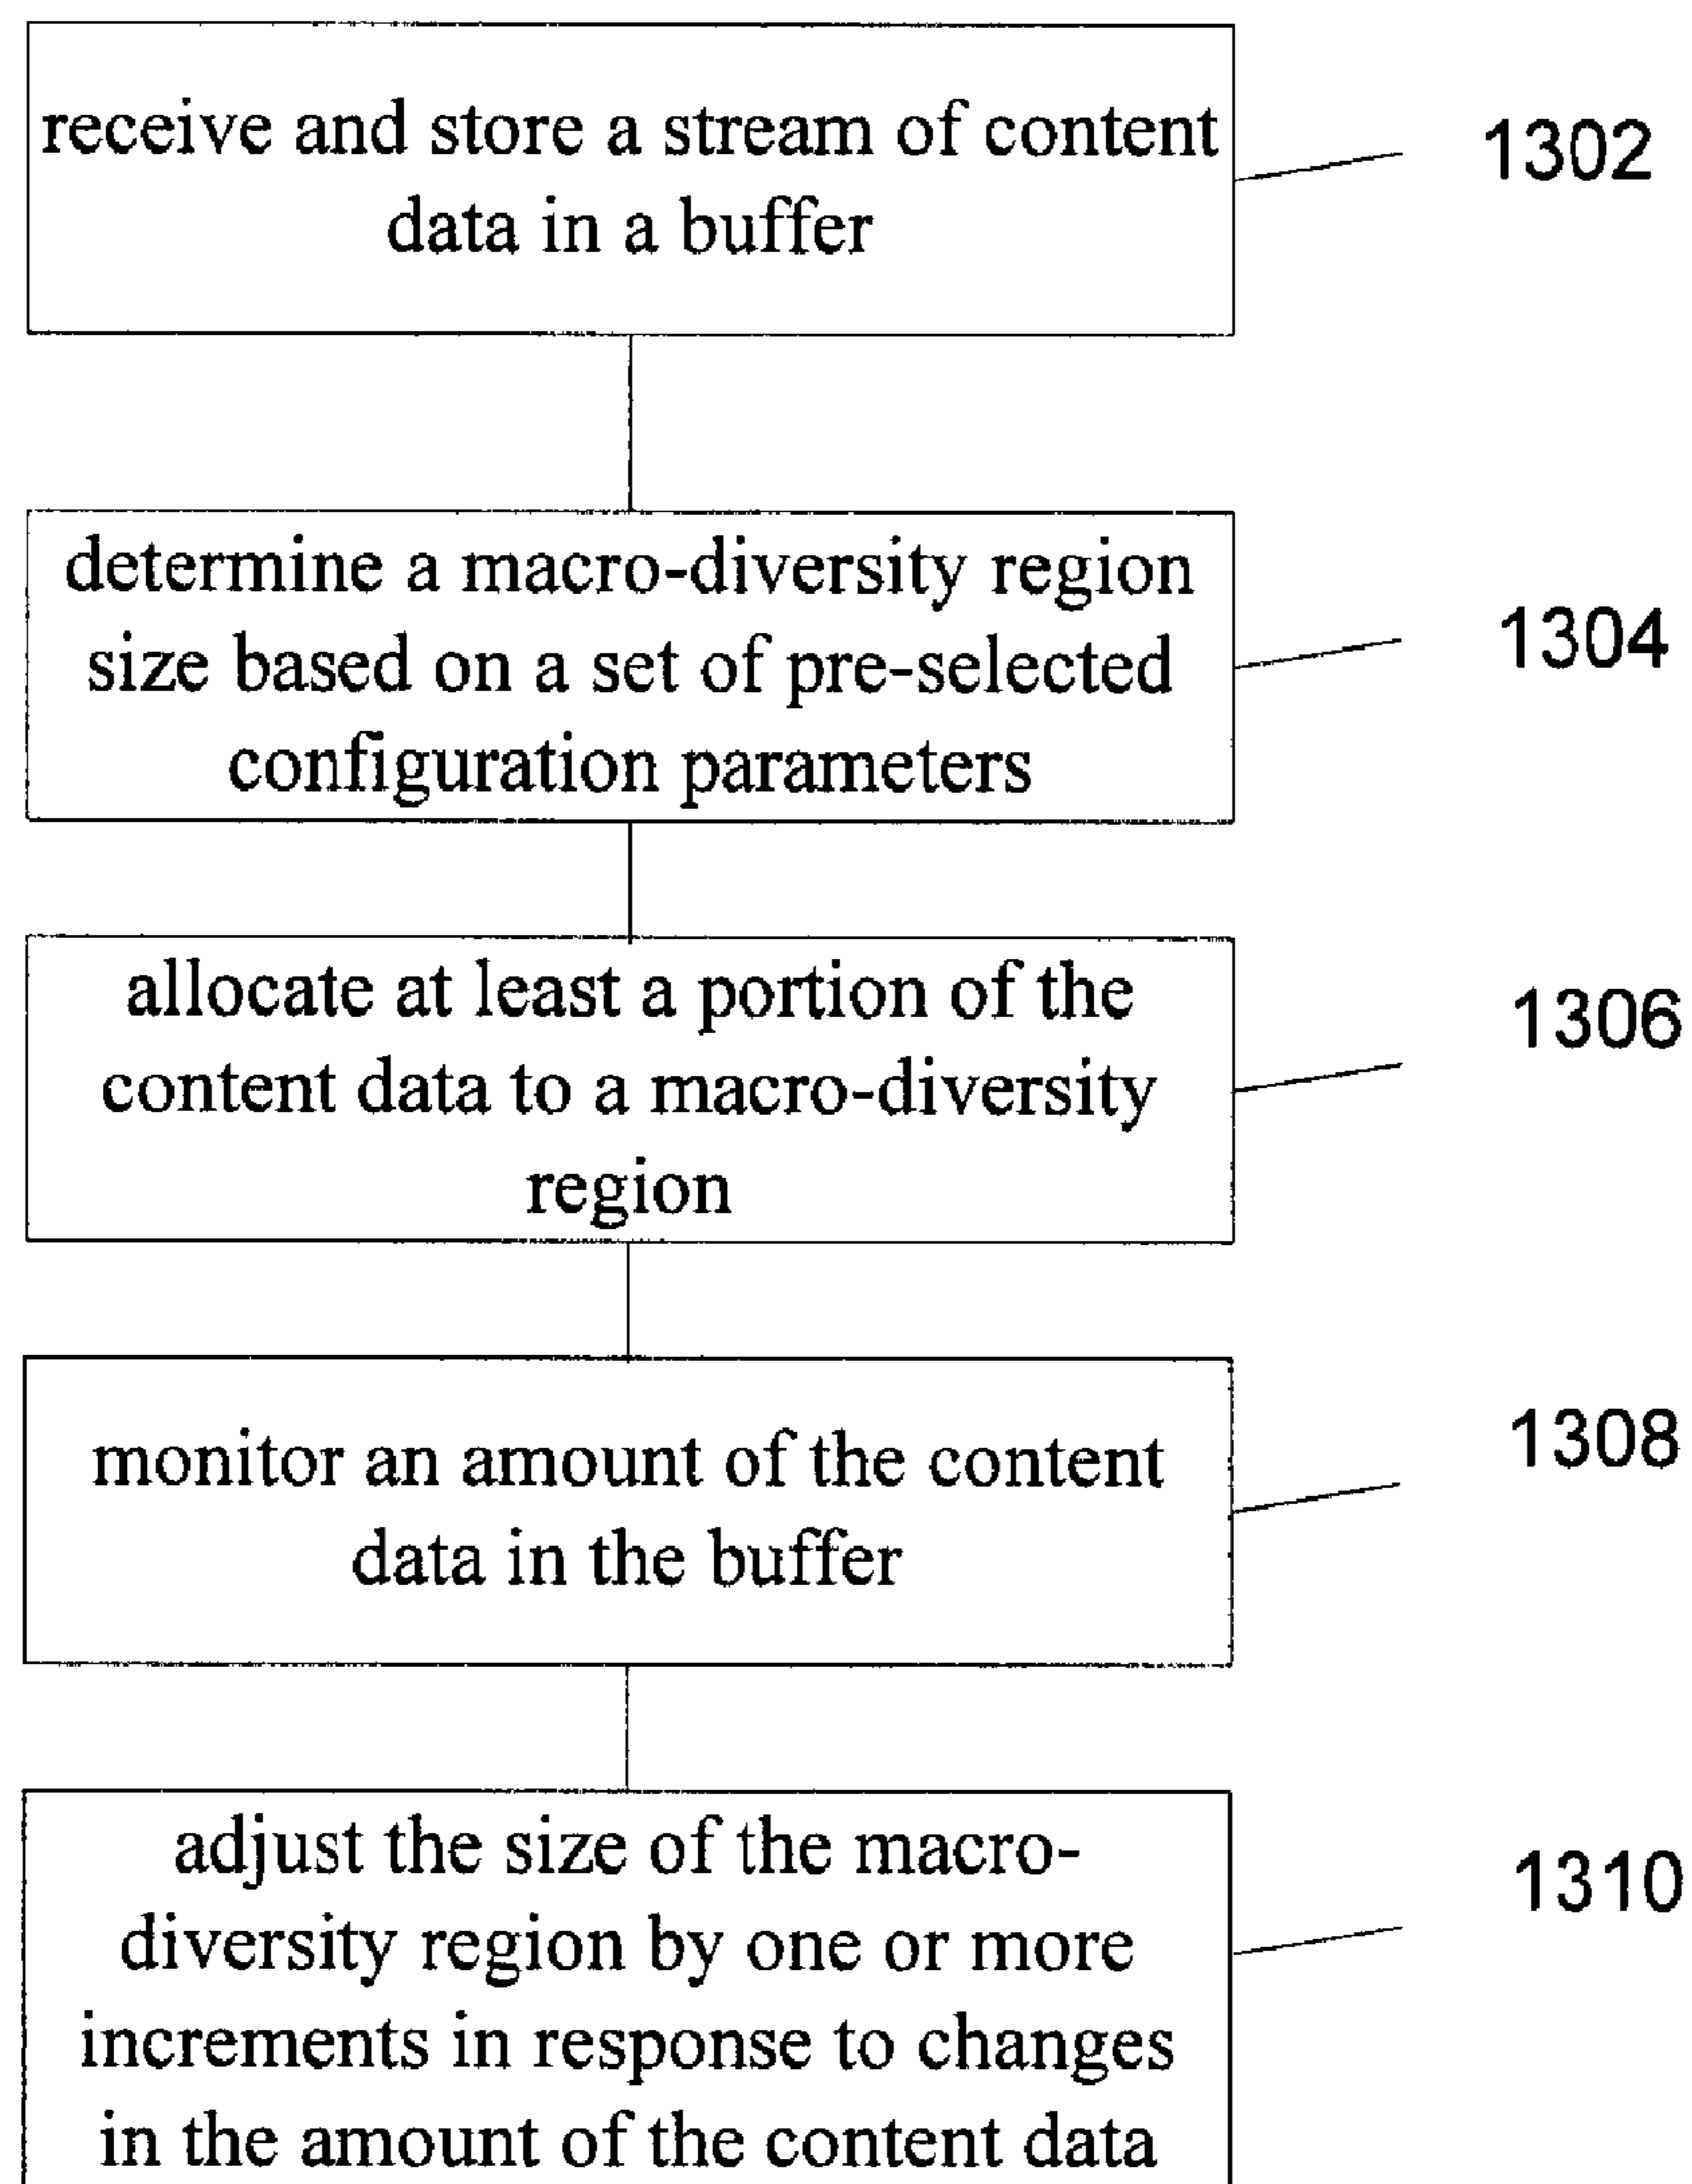 receive and store a stream of content
data in a buffer
1302
determine a macro-diversity region
size based on a set of pre-selected
configuration parameters
1304
allocate at least a portion of the
content data to a macro-diversity
region
1306
monitor an amount of the content
data in the buffer
1308
adjust the size of the macro-
diversity region by one or more
increments in response to changes
in the amount of the content data
1310